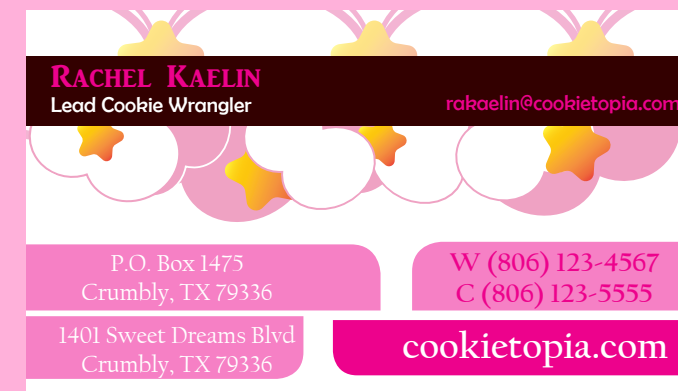 Rachel Kaelin
Lead Cookie Wrangler
rakaelin@cookietopia.com
P.O. Box 1475
Crumbly, TX 79336
W (806) 123-4567
C (806) 123-5555
1401 Sweet Dreams Blvd
Crumbly, TX 79336
cookietopia.com